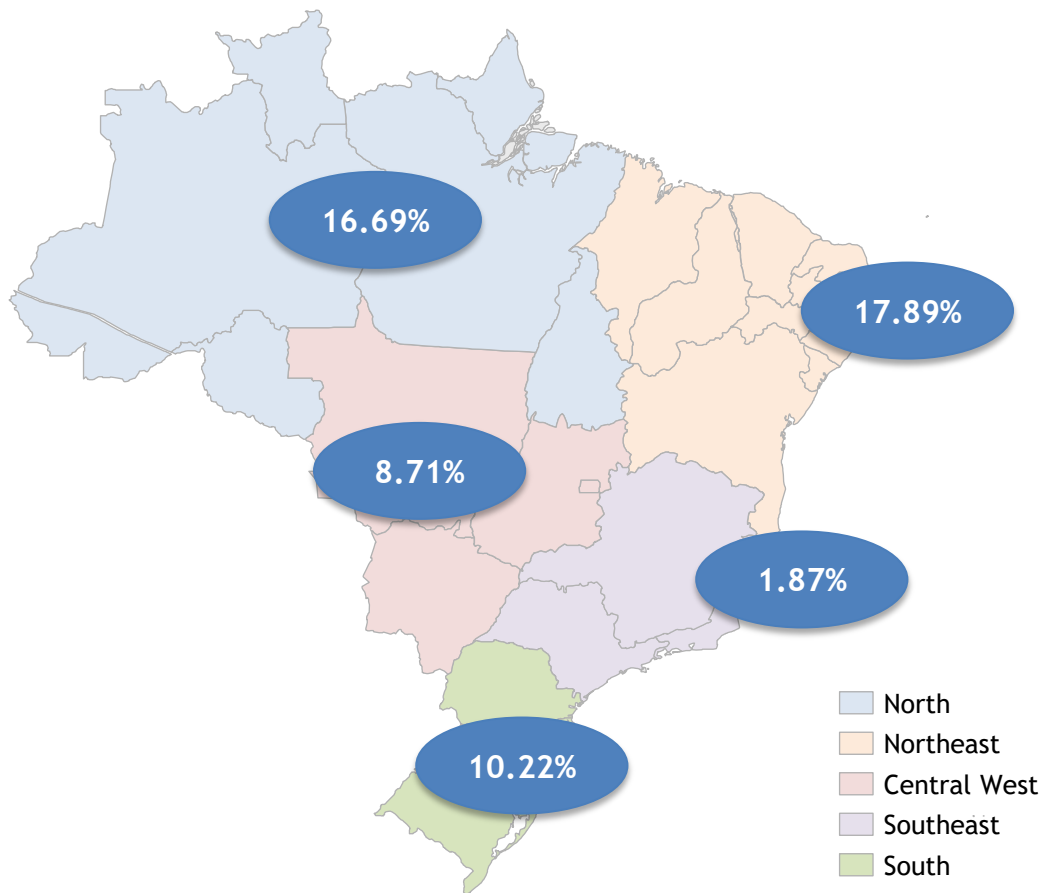 16.69%
17.89%
8.71%
1.87%
10.22%
North
Northeast
Central West
Southeast
South